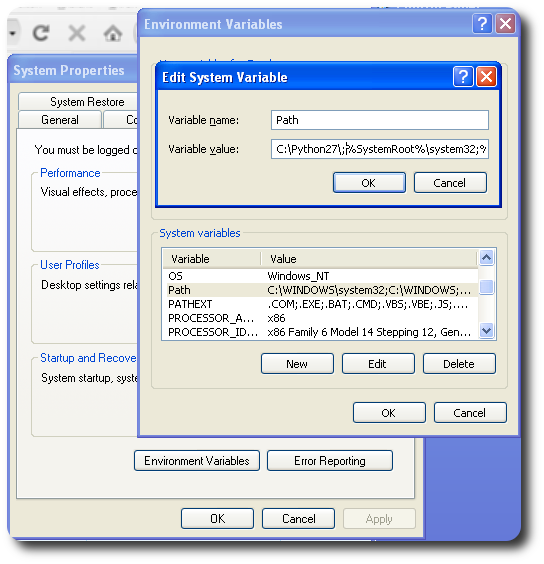 Environment Variables
System Properties
Edit System Variable
Variable name:
Path
Variable value:
C:\Python27\;%SystemRoot%\system32;%
OK
Cancel
System Restore
General
Co
You must be logged o
Performance
Visual effects, proce
User Profiles
Desktop settings rela
Startup and Recove
System startup, syste
System variables
Variable Value
OS Windows_NT
Path C:\WINDOWS\system32;C:\WINDOWS;...
PATHEXT .COM;.EXE;.BAT;.CMD;.VBS;.VBE;.JS;....
PROCESSOR_A... x86
PROCESSOR_ID... x86 Family 6 Model 14 Stepping 12, Gen...
New
Edit
Delete
OK
Cancel
Environment Variables
Error Reporting
OK
Cancel
Apply